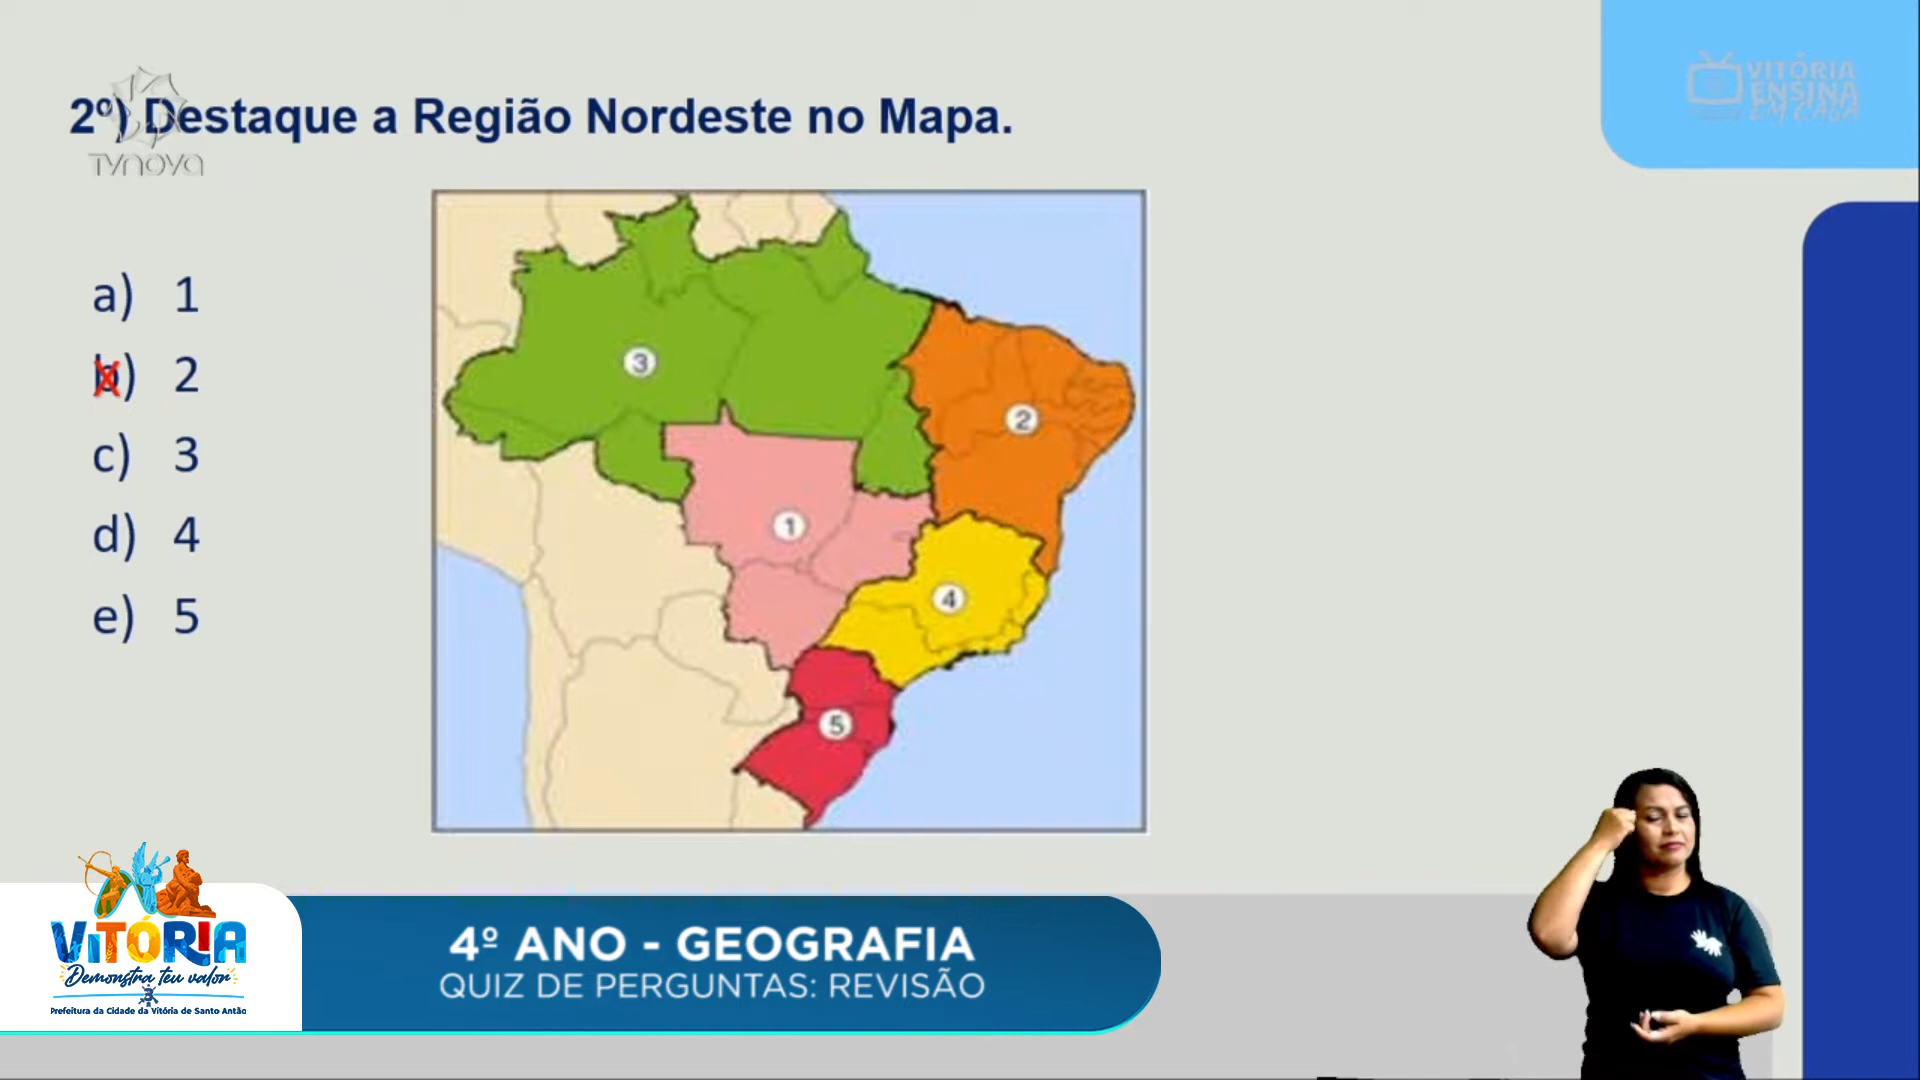 2º) Destaque a Região Nordeste no Mapa.
TVNOVA
VITÓRIA
ENSINA
EM CASA
a) 1
b) 2
c) 3
d) 4
e) 5
3
2
1
4
5
VITÓRIA
Demonstra teu valor
Prefeitura da Cidade da Vitória de Santo Antão
4º ANO - GEOGRAFIA
QUIZ DE PERGUNTAS: REVISÃO